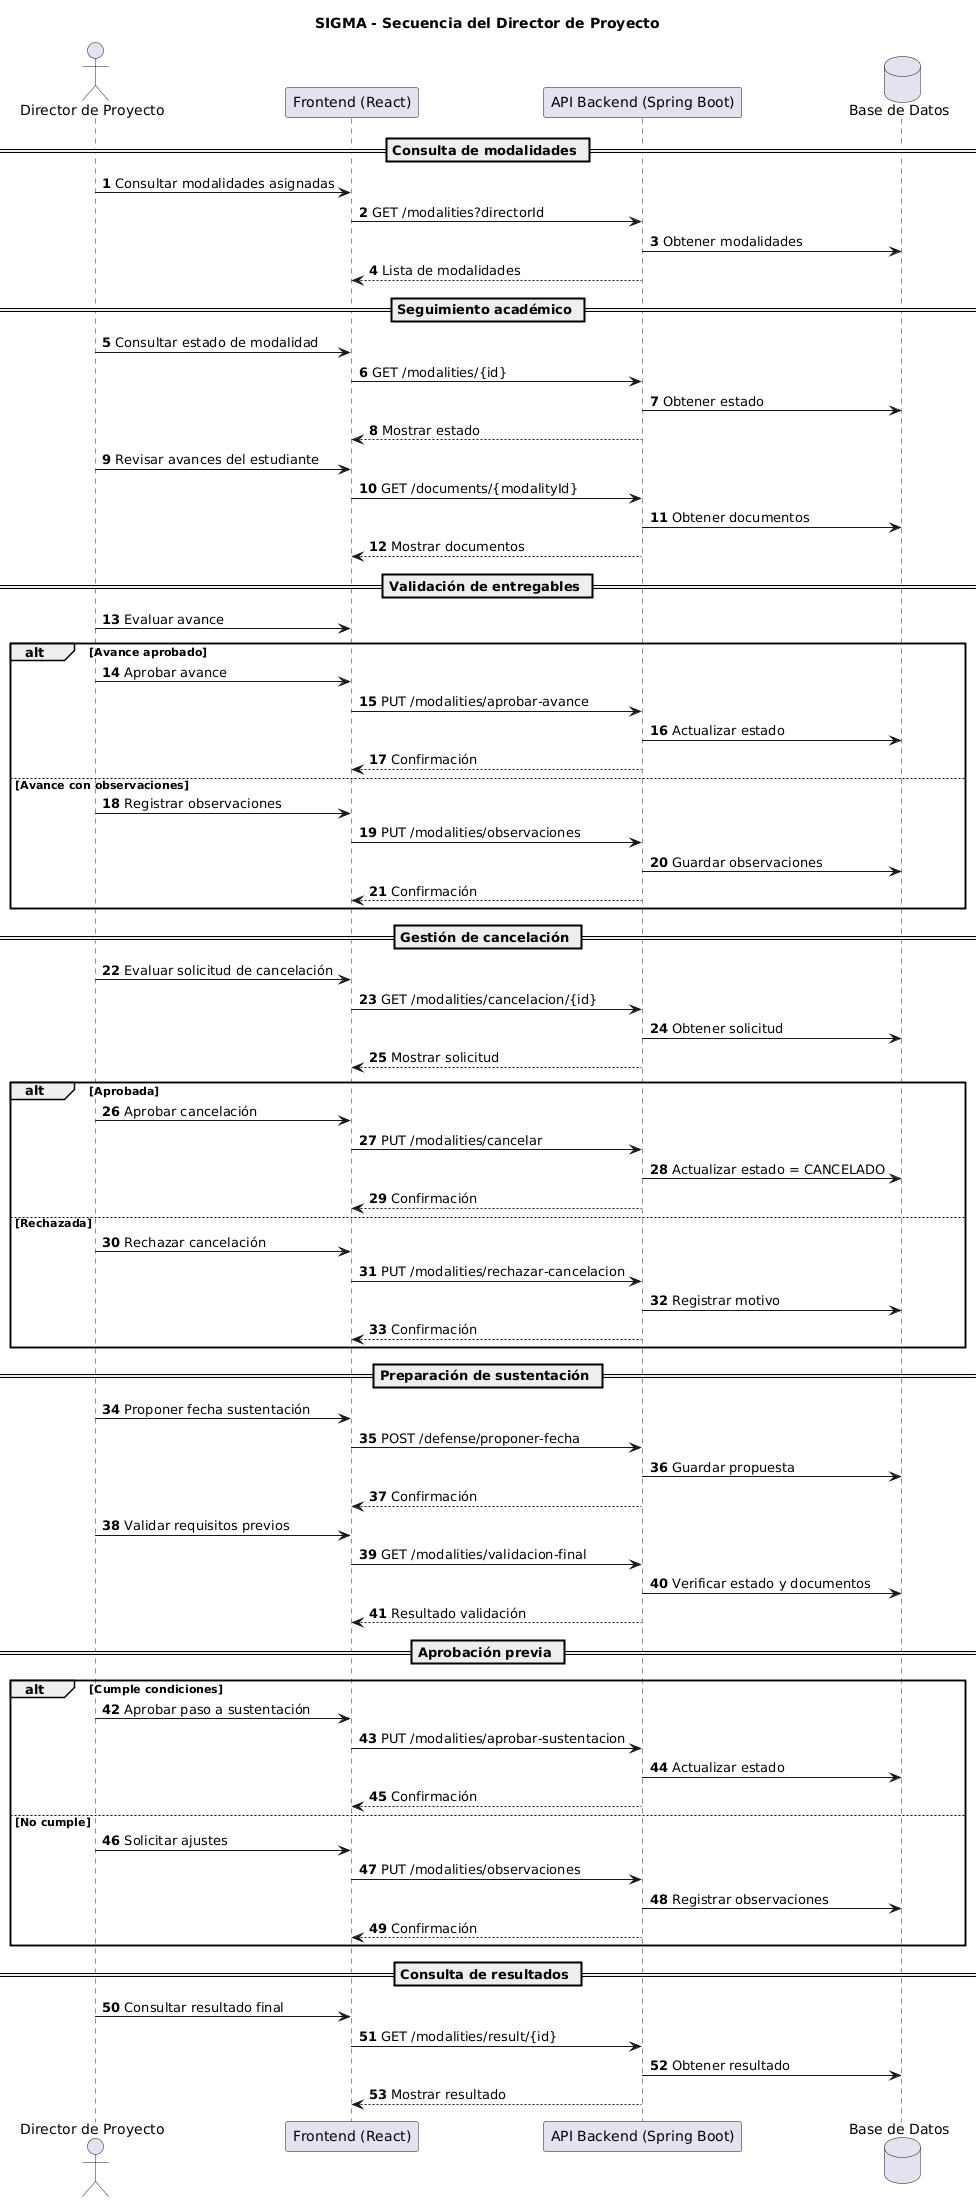 SIGMA - Secuencia del Director de Proyecto
Director de Proyecto
Frontend (React)
API Backend (Spring Boot)
Base de Datos
Consulta de modalidades
1 Consultar modalidades asignadas
2 GET /modalities?directorId
3 Obtener modalidades
4 Lista de modalidades
Seguimiento académico
5 Consultar estado de modalidad
6 GET /modalities/{id}
7 Obtener estado
8 Mostrar estado
9 Revisar avances del estudiante
10 GET /documents/{modalityId}
11 Obtener documentos
12 Mostrar documentos
Validación de entregables
13 Evaluar avance
alt [Avance aprobado]
14 Aprobar avance
15 PUT /modalities/aprobar-avance
16 Actualizar estado
17 Confirmación
[Avance con observaciones]
18 Registrar observaciones
19 PUT /modalities/observaciones
20 Guardar observaciones
21 Confirmación
Gestión de cancelación
22 Evaluar solicitud de cancelación
23 GET /modalities/cancelacion/{id}
24 Obtener solicitud
25 Mostrar solicitud
alt [Aprobada]
26 Aprobar cancelación
27 PUT /modalities/cancelar
28 Actualizar estado = CANCELADO
29 Confirmación
[Rechazada]
30 Rechazar cancelación
31 PUT /modalities/rechazar-cancelacion
32 Registrar motivo
33 Confirmación
Preparación de sustentación
34 Proponer fecha sustentación
35 POST /defense/proponer-fecha
36 Guardar propuesta
37 Confirmación
38 Validar requisitos previos
39 GET /modalities/validacion-final
40 Verificar estado y documentos
41 Resultado validación
Aprobación previa
alt [Cumple condiciones]
42 Aprobar paso a sustentación
43 PUT /modalities/aprobar-sustentacion
44 Actualizar estado
45 Confirmación
[No cumple]
46 Solicitar ajustes
47 PUT /modalities/observaciones
48 Registrar observaciones
49 Confirmación
Consulta de resultados
50 Consultar resultado final
51 GET /modalities/result/{id}
52 Obtener resultado
53 Mostrar resultado
Director de Proyecto
Frontend (React)
API Backend (Spring Boot)
Base de Datos